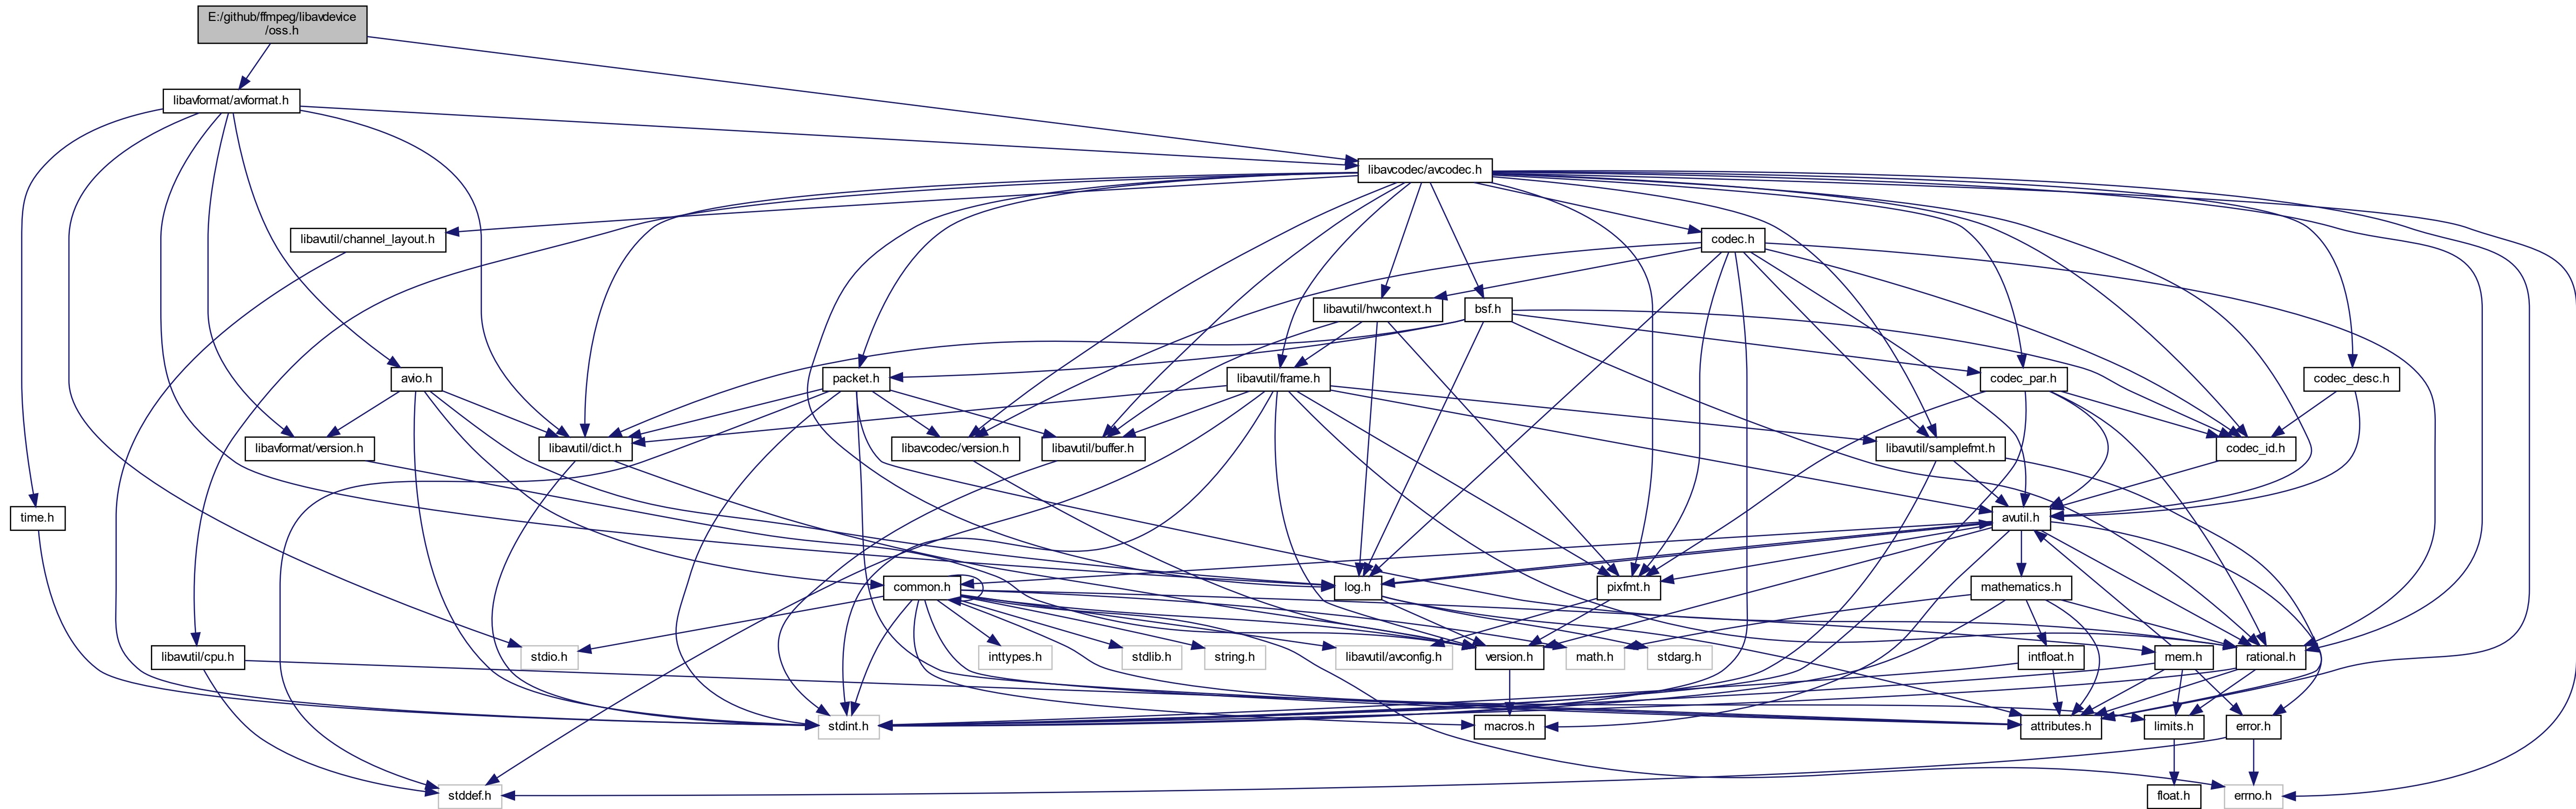 E:/github/ffmpeg/libavdevice
/oss.h
libavformat/avformat.h
libavcodec/avcodec.h
libavutil/channel_layout.h
codec.h
libavutil/hwcontext.h
bsf.h
avio.h
packet.h
libavutil/frame.h
codec_par.h
codec_desc.h
libavformat/version.h
libavutil/dict.h
libavcodec/version.h
libavutil/buffer.h
libavutil/samplefmt.h
codec_id.h
time.h
avutil.h
common.h
log.h
pixfmt.h
mathematics.h
libavutil/cpu.h
stdio.h
inttypes.h
stdlib.h
string.h
libavutil/avconfig.h
version.h
math.h
stdarg.h
intfloat.h
mem.h
rational.h
stdint.h
macros.h
attributes.h
limits.h
error.h
stddef.h
float.h
errno.h